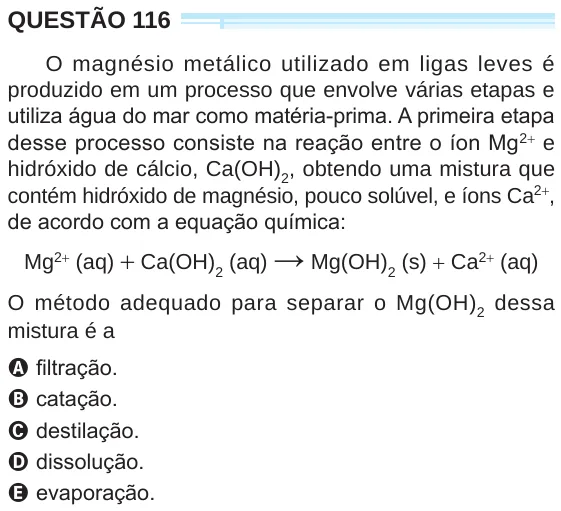 QUESTÃO 116
O magnésio metálico utilizado em ligas leves é
produzido em um processo que envolve várias etapas e
utiliza água do mar como matéria-prima. A primeira etapa
desse processo consiste na reação entre o íon Mg²⁺ e
hidróxido de cálcio, Ca(OH)₂, obtendo uma mistura que
contém hidróxido de magnésio, pouco solúvel, e íons Ca²⁺,
de acordo com a equação química:
Mg²⁺ (aq) + Ca(OH)₂ (aq) ⟶ Mg(OH)₂ (s) + Ca²⁺ (aq)
O método adequado para separar o Mg(OH)₂ dessa
mistura é a
A filtração.
B catação.
C destilação.
D dissolução.
E evaporação.